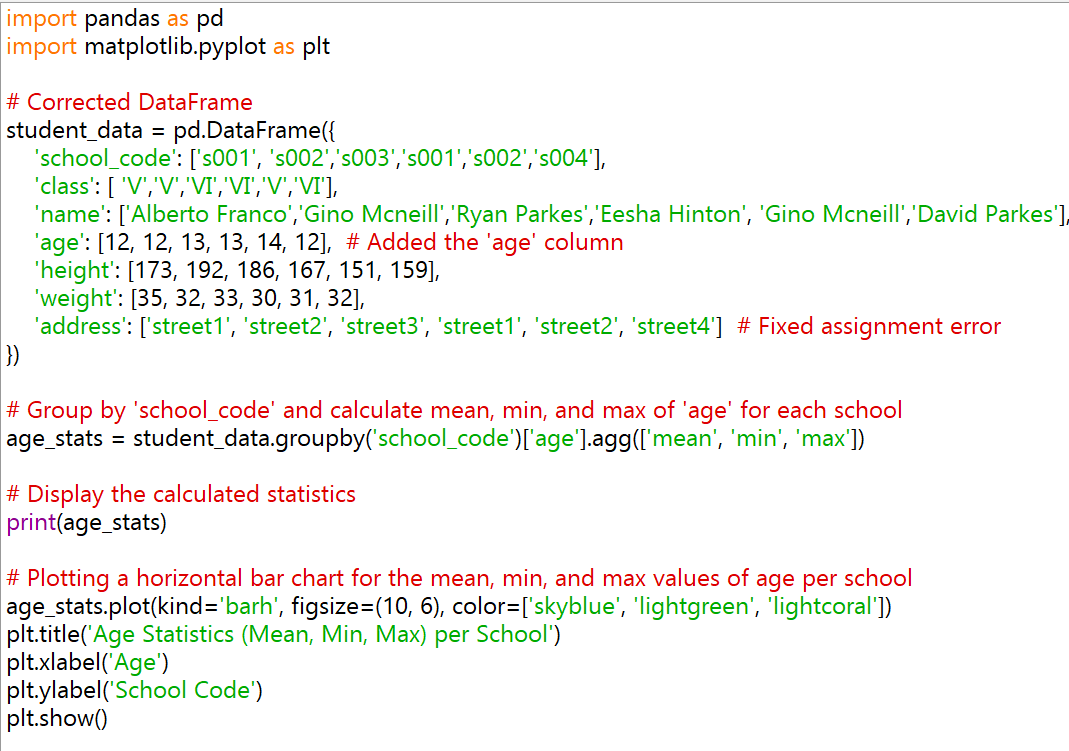 import pandas as pd
import matplotlib.pyplot as plt
# Corrected DataFrame
student_data = pd.DataFrame({
'school_code': ['s001', 's002','s003','s001','s002','s004'],
'class': [ 'V','V','VI','VI','V','VI'],
'name': ['Alberto Franco','Gino Mcneill','Ryan Parkes','Eesha Hinton', 'Gino Mcneill','David Parkes'],
'age': [12, 12, 13, 13, 14, 12],  # Added the 'age' column
'height': [173, 192, 186, 167, 151, 159],
'weight': [35, 32, 33, 30, 31, 32],
'address': ['street1', 'street2', 'street3', 'street1', 'street2', 'street4']  # Fixed assignment error
})
# Group by 'school_code' and calculate mean, min, and max of 'age' for each school
age_stats = student_data.groupby('school_code')['age'].agg(['mean', 'min', 'max'])
# Display the calculated statistics
print(age_stats)
# Plotting a horizontal bar chart for the mean, min, and max values of age per school
age_stats.plot(kind='barh', figsize=(10, 6), color=['skyblue', 'lightgreen', 'lightcoral'])
plt.title('Age Statistics (Mean, Min, Max) per School')
plt.xlabel('Age')
plt.ylabel('School Code')
plt.show()